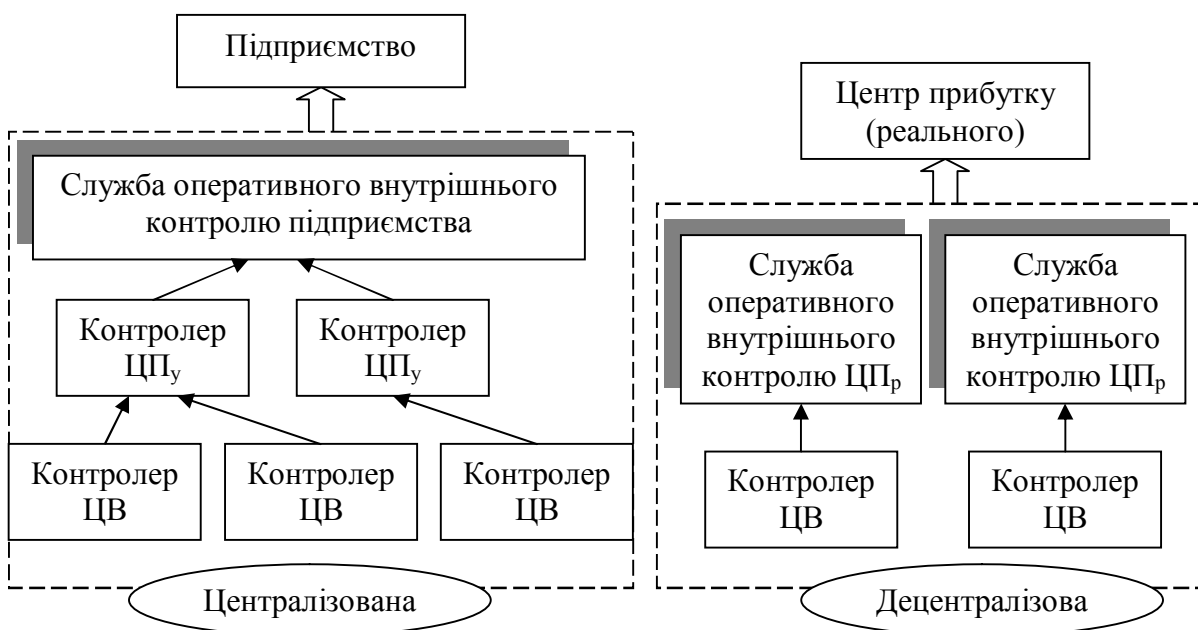 Підприємство
Служба оперативного внутрішнього
контролю підприємства
Контролер
ЦПу
Контролер
ЦПу
Контролер
ЦВ
Контролер
ЦВ
Контролер
ЦВ
Централізована
Центр прибутку
(реального)
Служба
оперативного
внутрішнього
контролю ЦПр
Служба
оперативного
внутрішнього
контролю ЦПр
Контролер
ЦВ
Контролер
ЦВ
Децентралізова